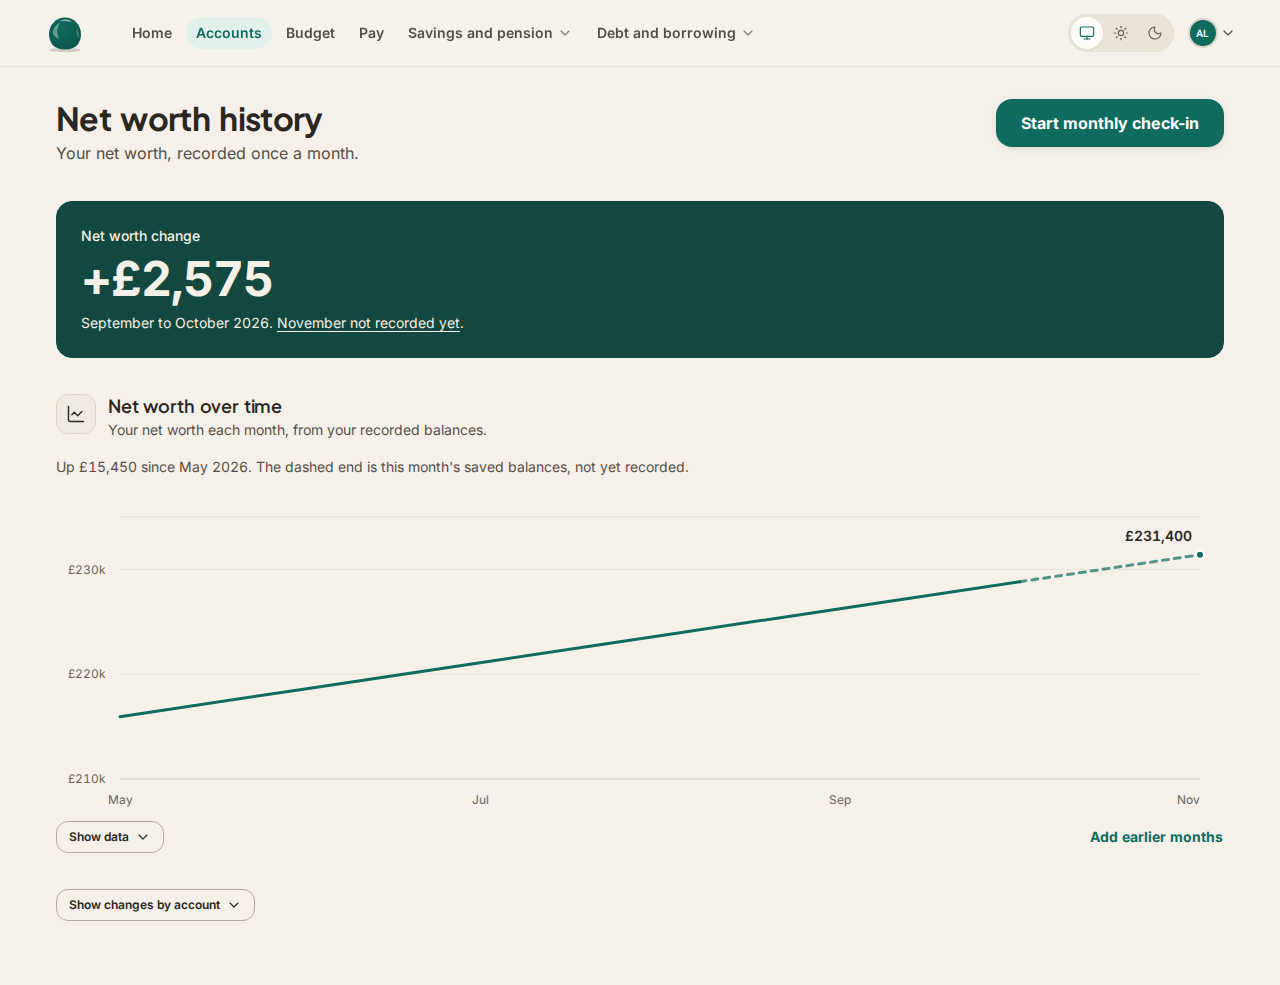 Home
Accounts
Budget
Pay
Savings and pension
Debt and borrowing
AL
Net worth history
Your net worth, recorded once a month.
Start monthly check-in
Net worth change
+£2,575
September to October 2026. November not recorded yet.
Net worth over time
Your net worth each month, from your recorded balances.
Up £15,450 since May 2026. The dashed end is this month's saved balances, not yet recorded.
£231,400
£230k
£220k
£210k
May
Jul
Sep
Nov
Show data
Add earlier months
Show changes by account